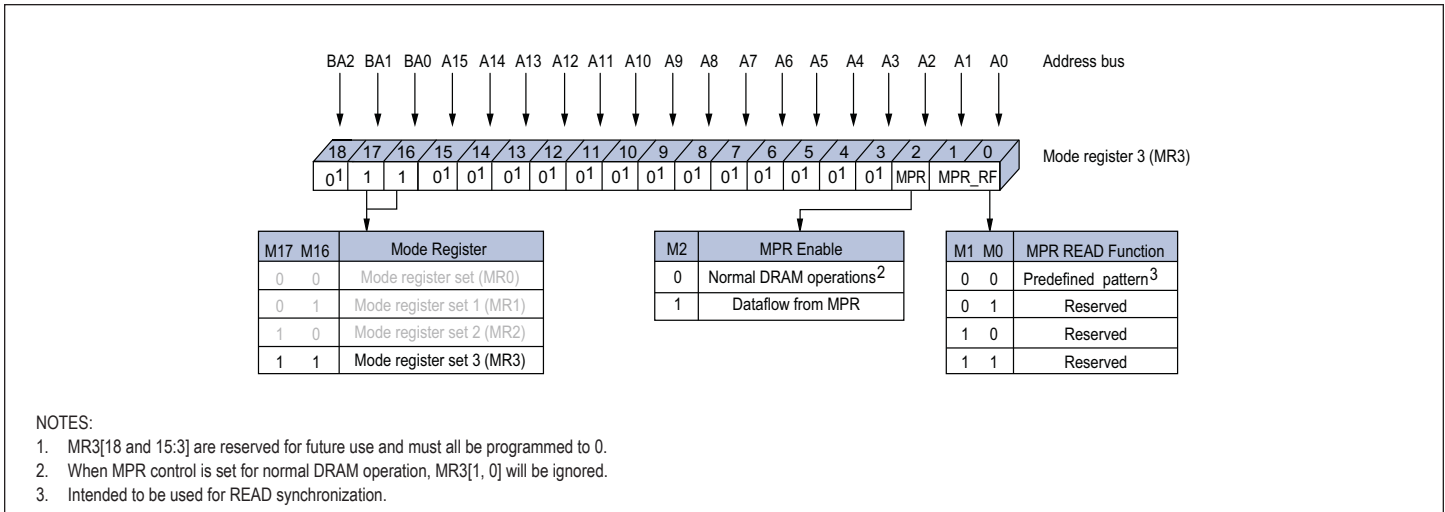 BA2 BA1 BA0 A15 A14 A13 A12 A11 A10 A9 A8 A7 A6 A5 A4 A3 A2 A1 A0 Address bus
18 17 16 15 14 13 12 11 10 9 8 7 6 5 4 3 2 1 0 Mode register 3 (MR3)
0¹ 1 1 0¹ 0¹ 0¹ 0¹ 0¹ 0¹ 0¹ 0¹ 0¹ 0¹ 0¹ 0¹ 0¹ MPR MPR_RF
M17 M16 Mode Register
0 0 Mode register set (MR0)
0 1 Mode register set 1 (MR1)
1 0 Mode register set 2 (MR2)
1 1 Mode register set 3 (MR3)
M2 MPR Enable
0 Normal DRAM operations²
1 Dataflow from MPR
M1 M0 MPR READ Function
0 0 Predefined pattern³
0 1 Reserved
1 0 Reserved
1 1 Reserved
NOTES:
1. MR3[18 and 15:3] are reserved for future use and must all be programmed to 0.
2. When MPR control is set for normal DRAM operation, MR3[1, 0] will be ignored.
3. Intended to be used for READ synchronization.